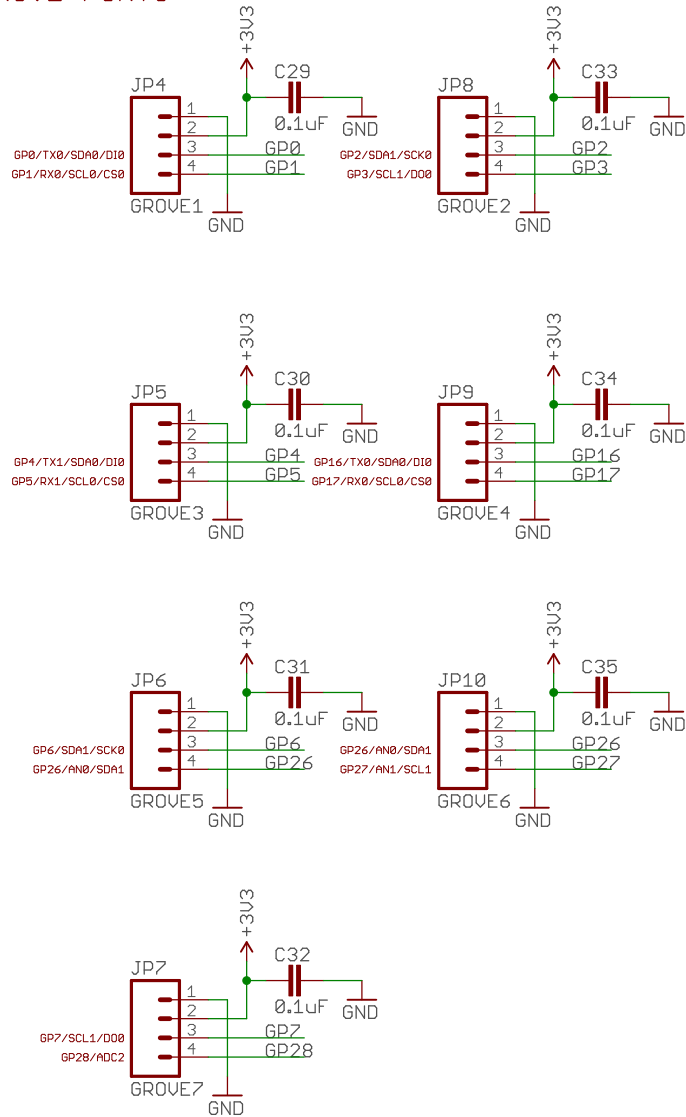 +3V3
JP4
C29
1
2
0.1uF
GND
GP0/TX0/SDA0/DI0
3
GP0
GP1/RX0/SCL0/CS0
4
GP1
GROVE1
GND
+3V3
JP8
C33
1
2
0.1uF
GND
GP2/SDA1/SCK0
3
GP2
GP3/SCL1/DO0
4
GP3
GROVE2
GND
+3V3
JP5
C30
1
2
0.1uF
GND
GP4/TX1/SDA0/DI0
3
GP4
GP5/RX1/SCL0/CS0
4
GP5
GROVE3
GND
+3V3
JP9
C34
1
2
0.1uF
GND
GP16/TX0/SDA0/DI0
3
GP16
GP17/RX0/SCL0/CS0
4
GP17
GROVE4
GND
+3V3
JP6
C31
1
2
0.1uF
GND
GP6/SDA1/SCK0
3
GP6
GP26/AN0/SDA1
4
GP26
GROVE5
GND
+3V3
JP10
C35
1
2
0.1uF
GND
GP26/AN0/SDA1
3
GP26
GP27/AN1/SCL1
4
GP27
GROVE6
GND
+3V3
JP7
C32
1
2
0.1uF
GND
GP7/SCL1/DO0
3
GP7
GP28/ADC2
4
GP28
GROVE7
GND